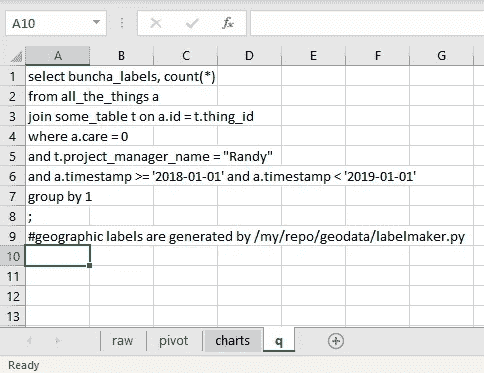 A10
fx
A B C D E F G
1 select buncha_labels, count(*)
2 from all_the_things a
3 join some_table t on a.id = t.thing_id
4 where a.care = 0
5 and t.project_manager_name = "Randy"
6 and a.timestamp >= '2018-01-01' and a.timestamp < '2019-01-01'
7 group by 1
8 ;
9 #geographic labels are generated by /my/repo/geodata/labelmaker.py
10
11
12
13
raw pivot charts q
Ready